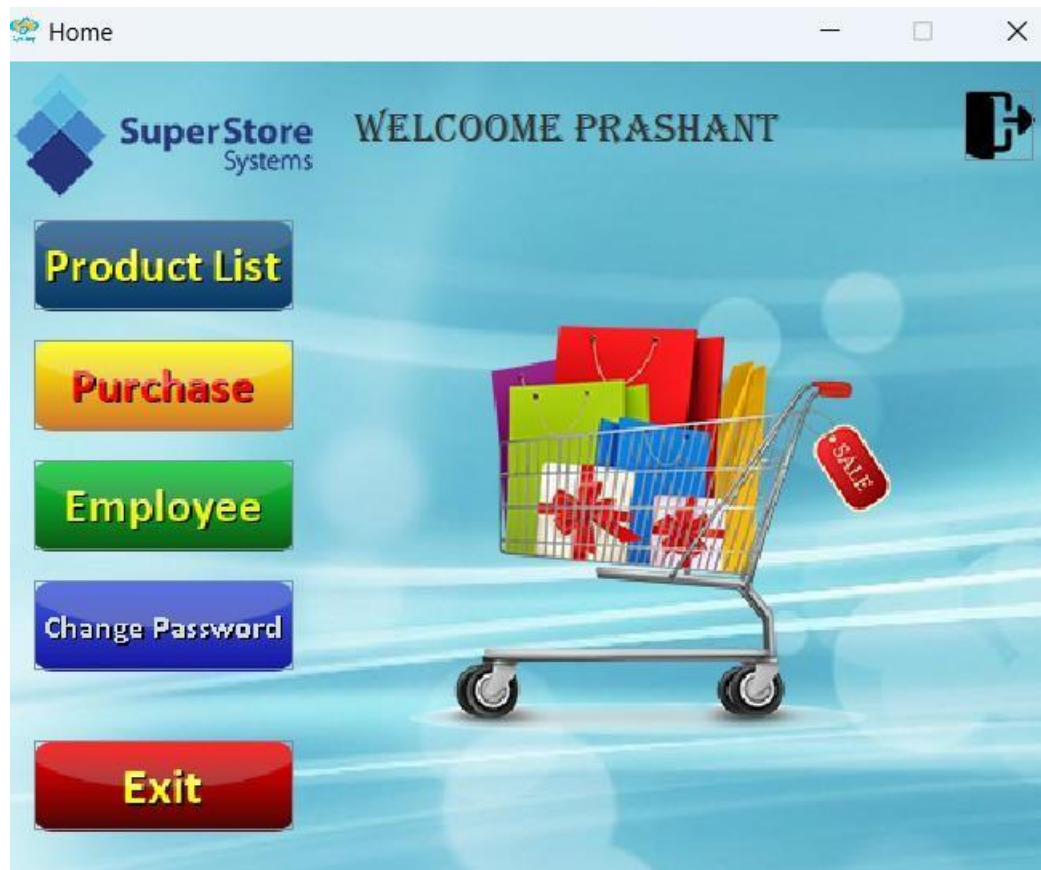 Home
SuperStore
Systems
WELCOOME PRASHANT
Product List
Purchase
SALE
Employee
Change Password
Exit